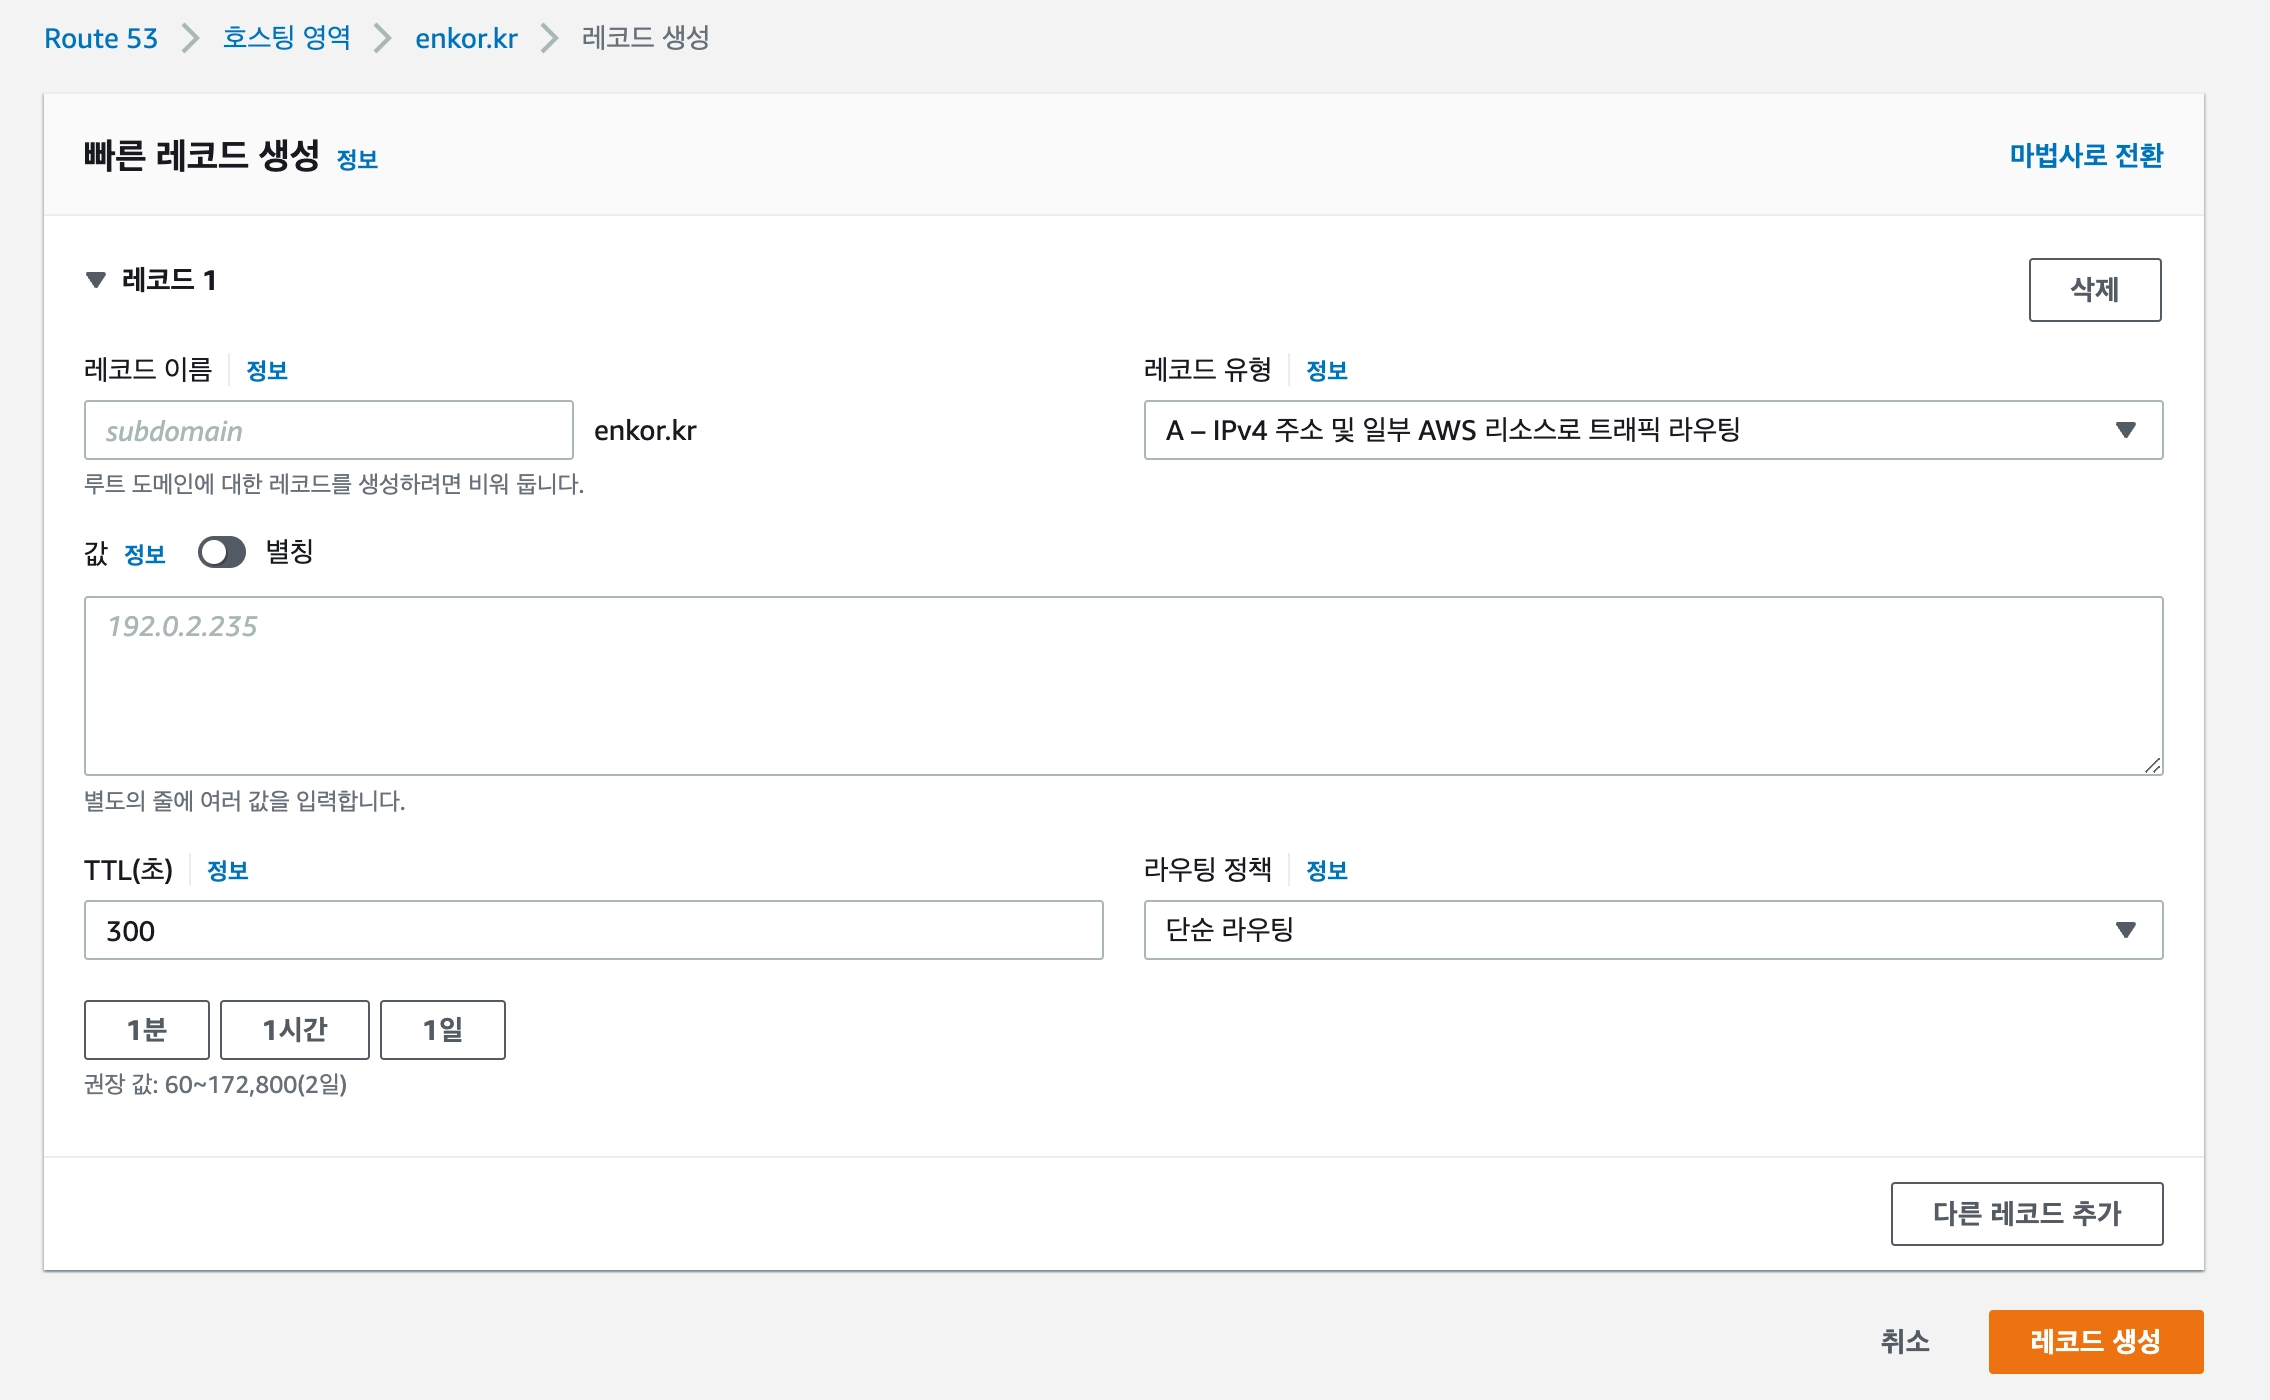 Route 53 > 호스팅 영역 > enkor.kr > 레코드 생성
빠른 레코드 생성 정보
마법사로 전환
레코드 1
삭제
레코드 이름 정보
레코드 유형 정보
subdomain enkor.kr
A – IPv4 주소 및 일부 AWS 리소스로 트래픽 라우팅
루트 도메인에 대한 레코드를 생성하려면 비워 둡니다.
값 정보 별칭
192.0.2.235
별도의 줄에 여러 값을 입력합니다.
TTL(초) 정보
라우팅 정책 정보
300
단순 라우팅
1분 1시간 1일
권장 값: 60~172,800(2일)
다른 레코드 추가
취소 레코드 생성